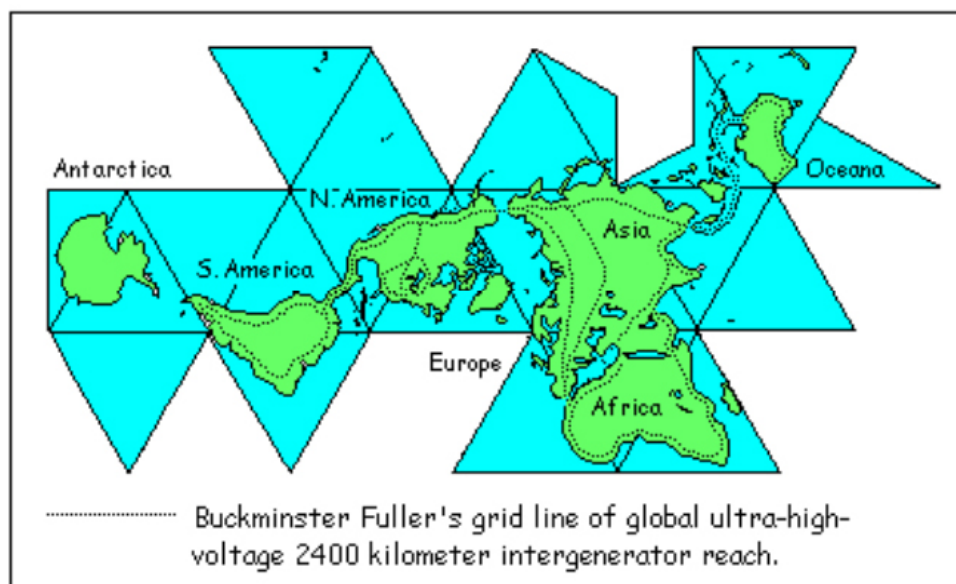 Antarctica
Oceana
N. America
Asia
S. America
Europe
Africa
Buckminster Fuller's grid line of global ultra-high-
voltage 2400 kilometer intergenerator reach.